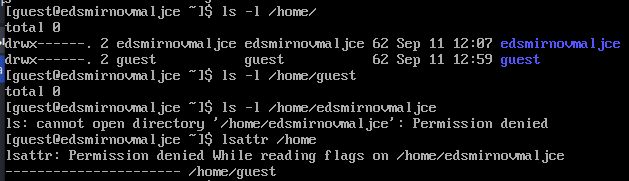 [guest@edsmirnovmaljce ~]$ ls -l /home/
total 0
drwx------. 2 edsmirnovmaljce edsmirnovmaljce 62 Sep 11 12:07 edsmirnovmaljce
drwx------. 2 guest           guest           62 Sep 11 12:59 guest
[guest@edsmirnovmaljce ~]$ ls -l /home/guest
total 0
[guest@edsmirnovmaljce ~]$ ls -l /home/edsmirnovmaljce
ls: cannot open directory '/home/edsmirnovmaljce': Permission denied
[guest@edsmirnovmaljce ~]$ lsattr /home
lsattr: Permission denied While reading flags on /home/edsmirnovmaljce
---------------------- /home/guest